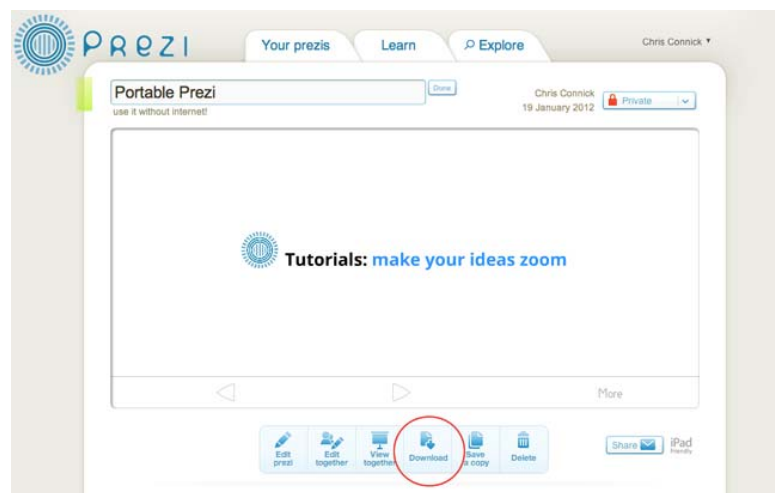 PREZI
Your prezis
Learn
Explore
Chris Connick
Portable Prezi
Done
use it without internet!
Chris Connick
19 January 2012
Private
Tutorials: make your ideas zoom
More
Edit prezi
Edit together
View together
Download
Save a copy
Delete
Share
iPad
friendly